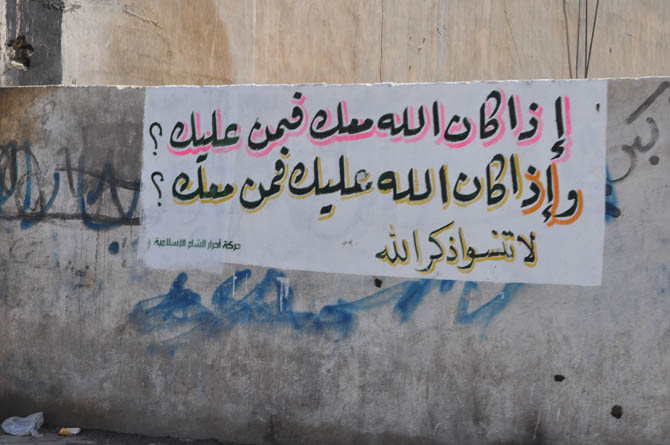 إذا كان الله معك فمن عليك ؟
وإذا كان الله عليك فمن معك ؟
لا تنسوا ذكر الله
حركة أحرار الشام الإسلامية